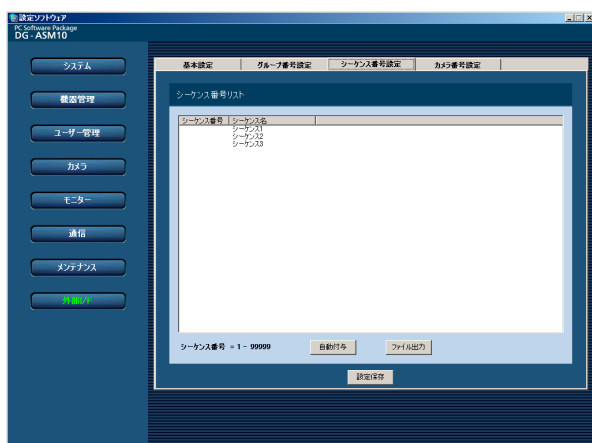 設定ソフトウェア
PC Software Package
DG - ASM10
システム
機器管理
ユーザー管理
カメラ
モニター
通信
メンテナンス
外部I/F
基本設定 グループ番号設定 シーケンス番号設定 カメラ番号設定
シーケンス番号リスト
シーケンス番号 シーケンス名
シーケンス1
シーケンス2
シーケンス3
シーケンス番号 = 1 - 99999 自動付与 ファイル出力
設定保存